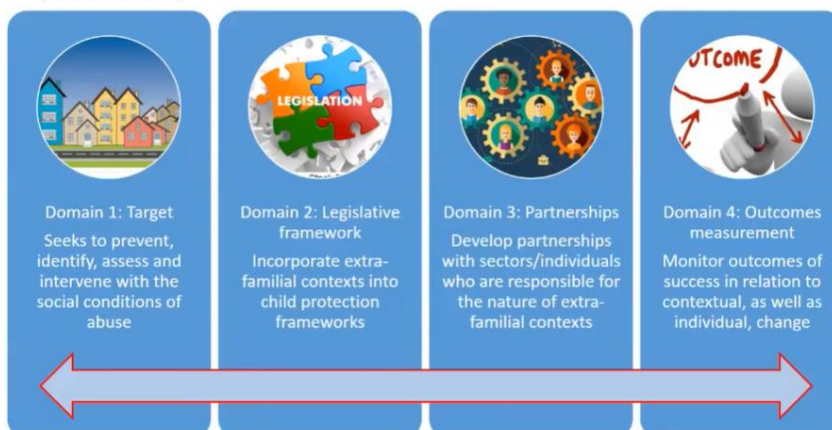 LEGISLATION
UTCOME
Domain 1: Target
Seeks to prevent,
identify, assess and
intervene with the
social conditions of
abuse
Domain 2: Legislative
framework
Incorporate extra-
familial contexts into
child protection
frameworks
Domain 3: Partnerships
Develop partnerships
with sectors/individuals
who are responsible for
the nature of extra-
familial contexts
Domain 4: Outcomes
measurement
Monitor outcomes of
success in relation to
contextual, as well as
individual, change